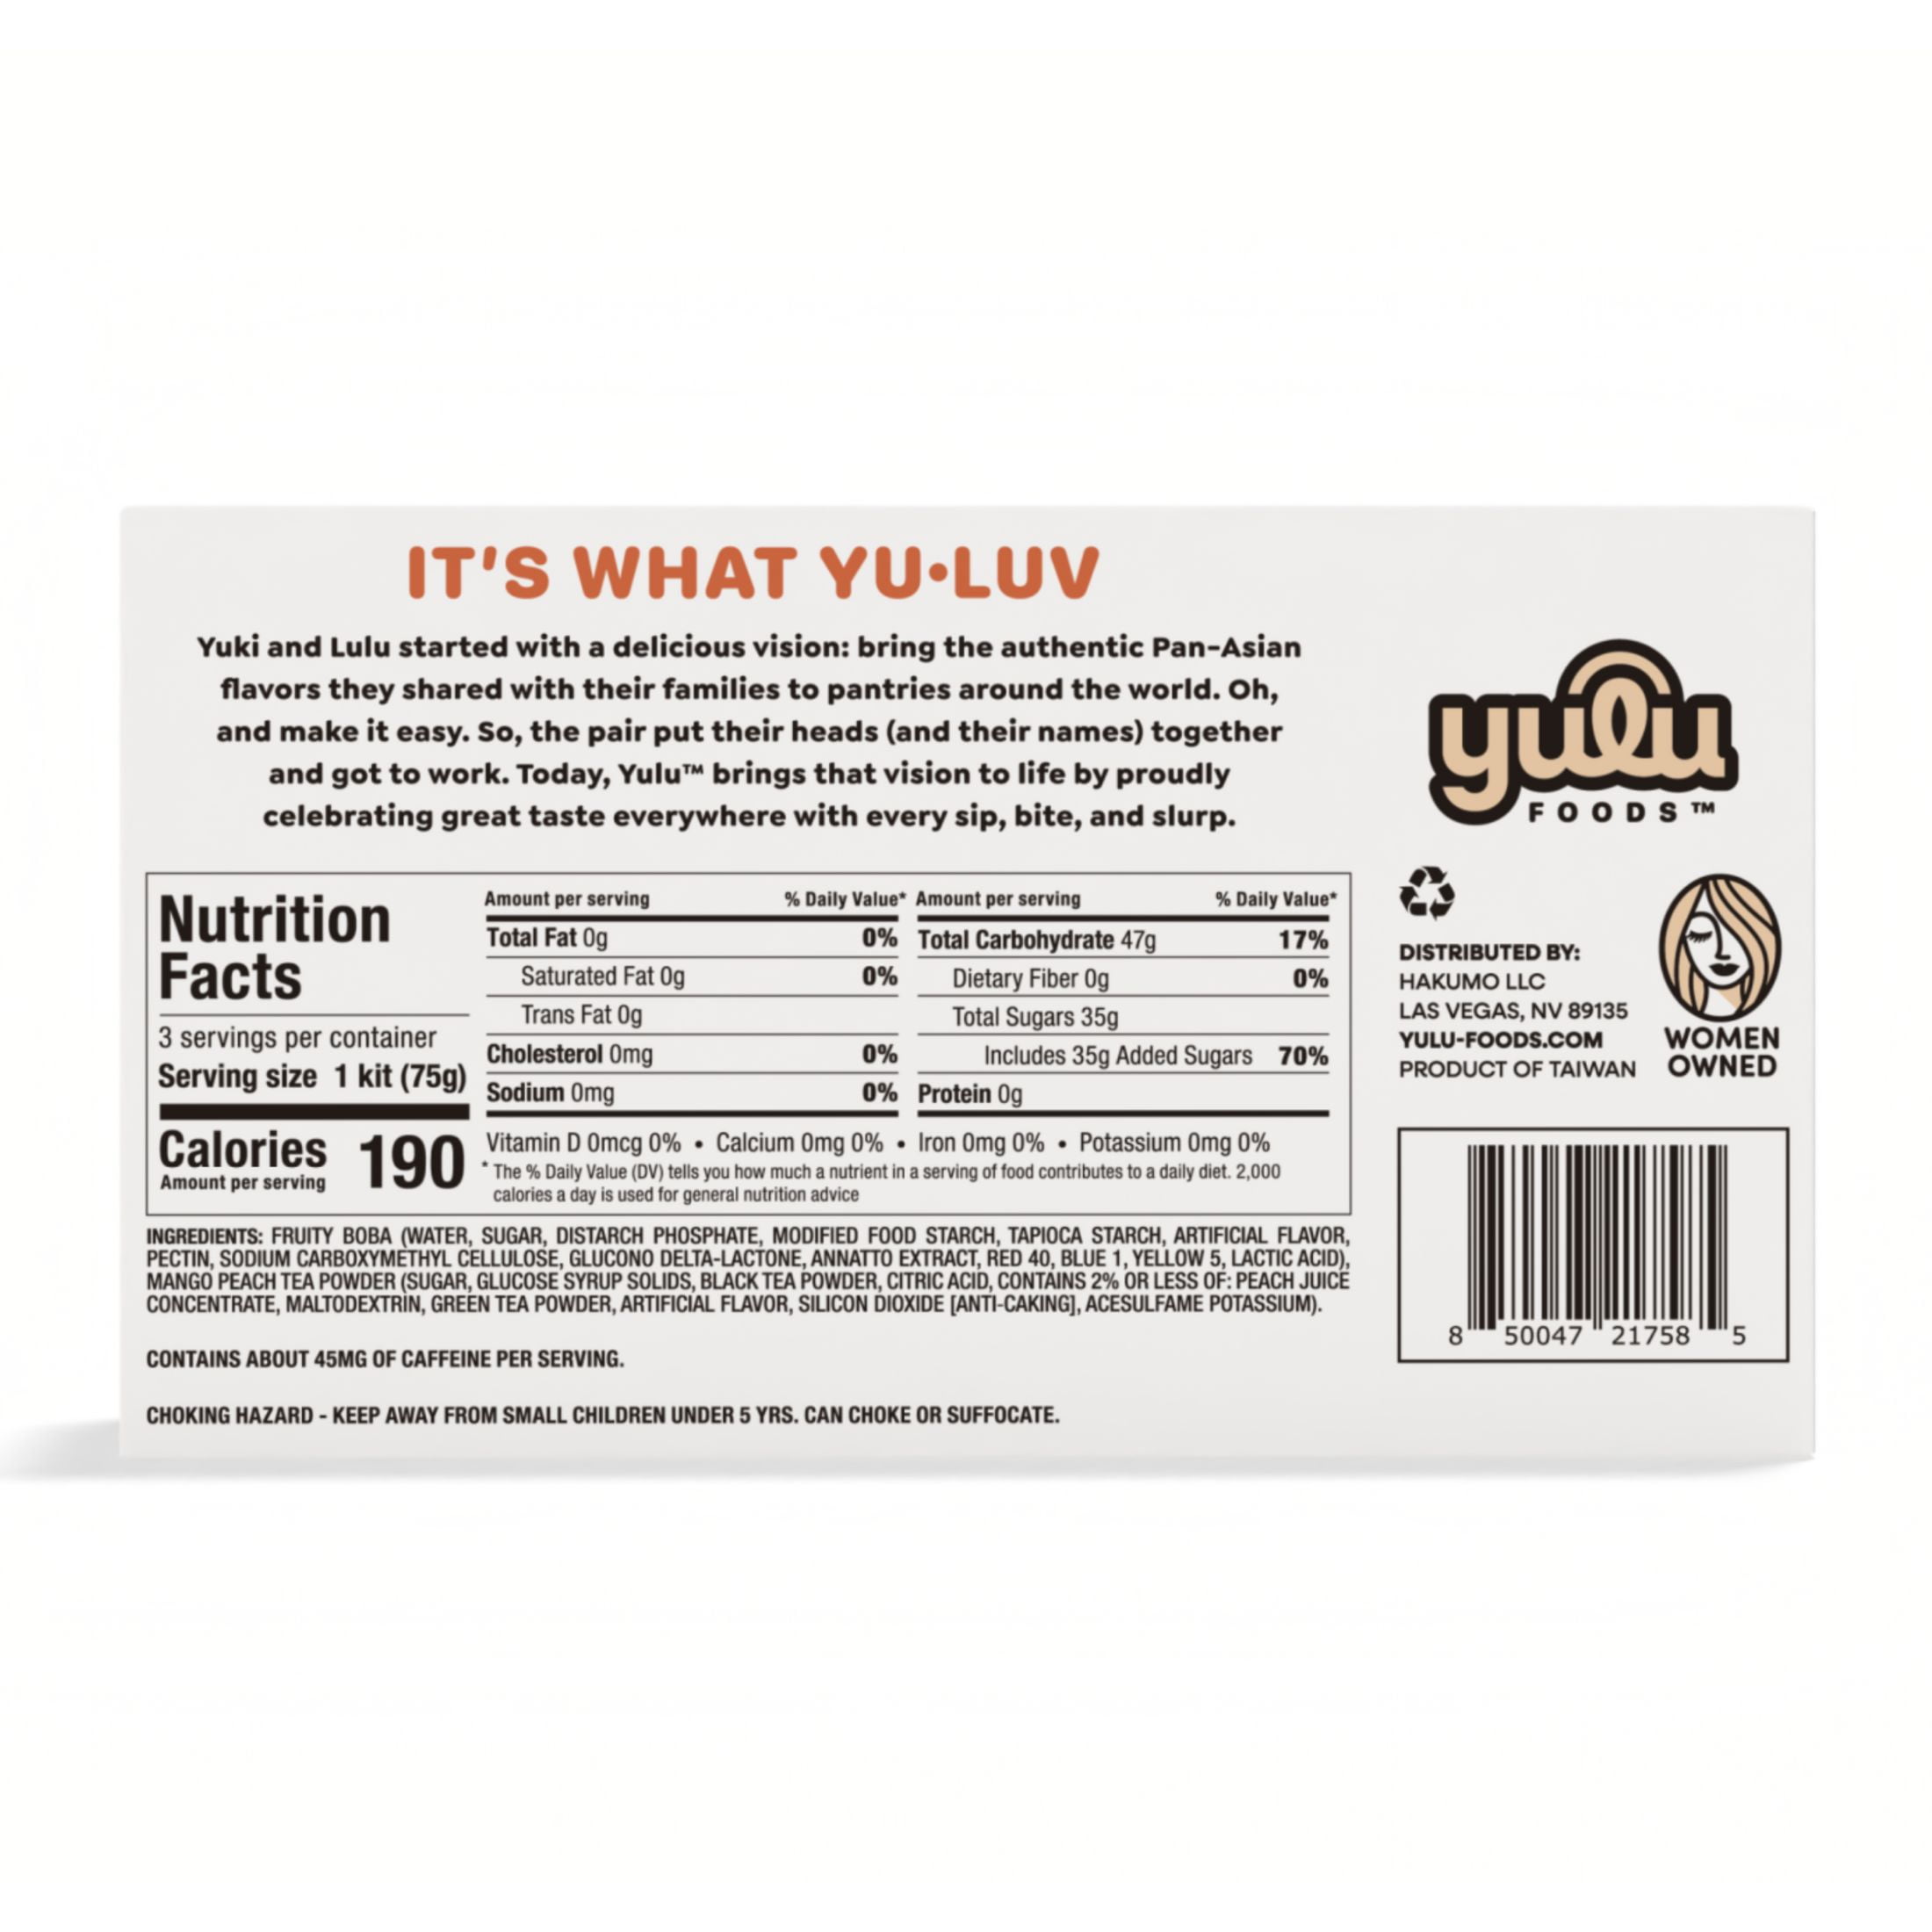 IT'S WHAT YU•LUV
Yuki and Lulu started with a delicious vision: bring the authentic Pan-Asian
flavors they shared with their families to pantries around the world. Oh,
and make it easy. So, the pair put their heads (and their names) together
and got to work. Today, Yulu™ brings that vision to life by proudly
celebrating great taste everywhere with every sip, bite, and slurp.
Nutrition
Facts
3 servings per container
Serving size 1 kit (75g)
Calories 190
Amount per serving
Amount per serving % Daily Value*
Total Fat 0g 0%
Saturated Fat 0g 0%
Trans Fat 0g
Cholesterol 0mg 0%
Sodium 0mg 0%
Amount per serving % Daily Value*
Total Carbohydrate 47g 17%
Dietary Fiber 0g 0%
Total Sugars 35g
Includes 35g Added Sugars 70%
Protein 0g
Vitamin D 0mcg 0% • Calcium 0mg 0% • Iron 0mg 0% • Potassium 0mg 0%
* The % Daily Value (DV) tells you how much a nutrient in a serving of food contributes to a daily diet. 2,000
calories a day is used for general nutrition advice
INGREDIENTS: FRUITY BOBA (WATER, SUGAR, DISTARCH PHOSPHATE, MODIFIED FOOD STARCH, TAPIOCA STARCH, ARTIFICIAL FLAVOR,
PECTIN, SODIUM CARBOXYMETHYL CELLULOSE, GLUCONO DELTA-LACTONE, ANNATTO EXTRACT, RED 40, BLUE 1, YELLOW 5, LACTIC ACID),
MANGO PEACH TEA POWDER (SUGAR, GLUCOSE SYRUP SOLIDS, BLACK TEA POWDER, CITRIC ACID, CONTAINS 2% OR LESS OF: PEACH JUICE
CONCENTRATE, MALTODEXTRIN, GREEN TEA POWDER, ARTIFICIAL FLAVOR, SILICON DIOXIDE [ANTI-CAKING], ACESULFAME POTASSIUM).
CONTAINS ABOUT 45MG OF CAFFEINE PER SERVING.
CHOKING HAZARD - KEEP AWAY FROM SMALL CHILDREN UNDER 5 YRS. CAN CHOKE OR SUFFOCATE.
yulu
FOODS™
DISTRIBUTED BY:
HAKUMO LLC
LAS VEGAS, NV 89135
YULU-FOODS.COM
PRODUCT OF TAIWAN
WOMEN
OWNED
8 50047 21758 5